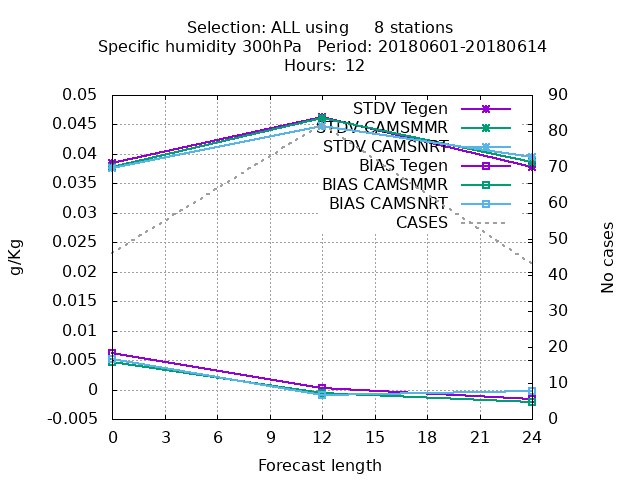 Selection: ALL using     8 stations
Specific humidity 300hPa   Period: 20180601-20180614
Hours: 12
0.05
0.045
0.04
0.035
0.03
0.025
0.02
0.015
0.01
0.005
0
-0.005
g/Kg
STDV Tegen
STDV CAMSMMR
STDV CAMSNRT
BIAS Tegen
BIAS CAMSMMR
BIAS CAMSNRT
CASES
90
80
70
60
50
40
30
20
10
0
No cases
0 3 6 9 12 15 18 21 24
Forecast length